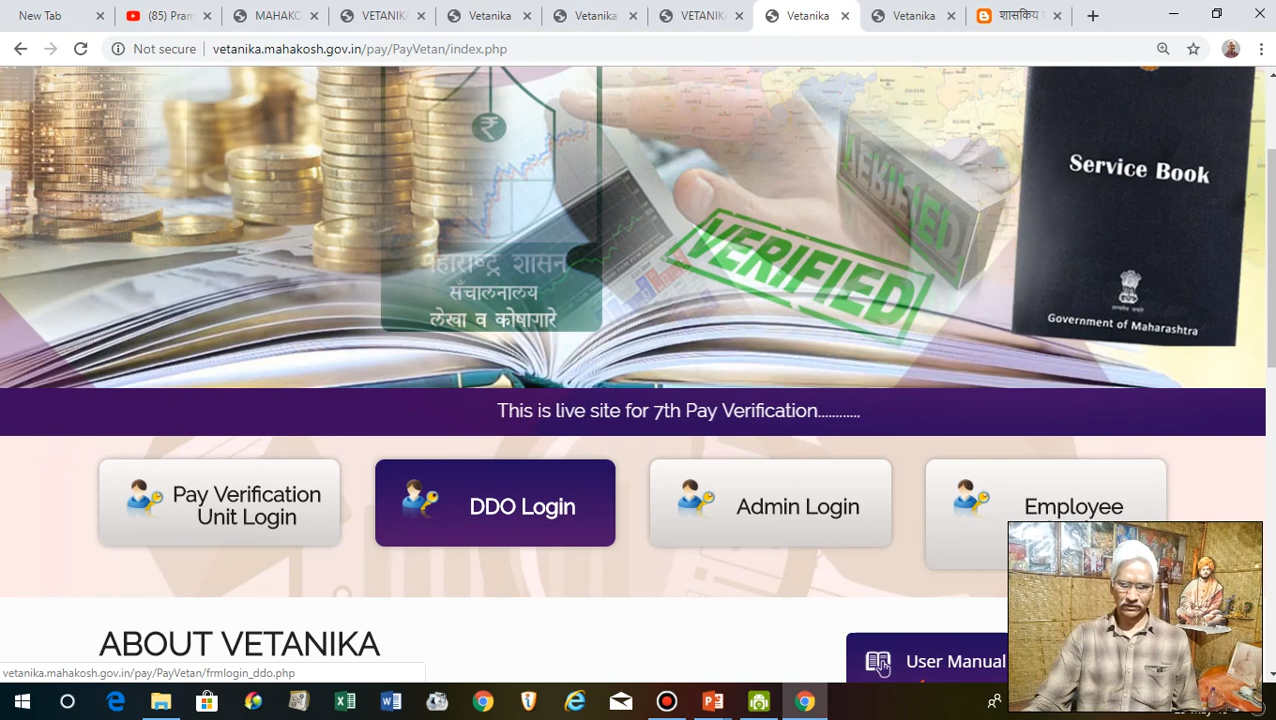 New Tab
(85) Pram
MAHAKO
VETANIKA
Vetanika
Vetanika
VETANIK
Vetanika
Vetanika
शासकिय
Not secure
vetanika.mahakosh.gov.in/pay/PayVetan/index.php
₹
VERIFIED
Service Book
VERIFIED
महाराष्ट्र शासन
संचालनालय
लेखा व कोषागारे
Government of Maharashtra
This is live site for 7th Pay Verification............
Pay Verification
Unit Login
DDO Login
Admin Login
Employee
ABOUT VETANIKA
User Manual
vetanika.mahakosh.gov.in/pay/PayVetan/frmlogin_ddo.php